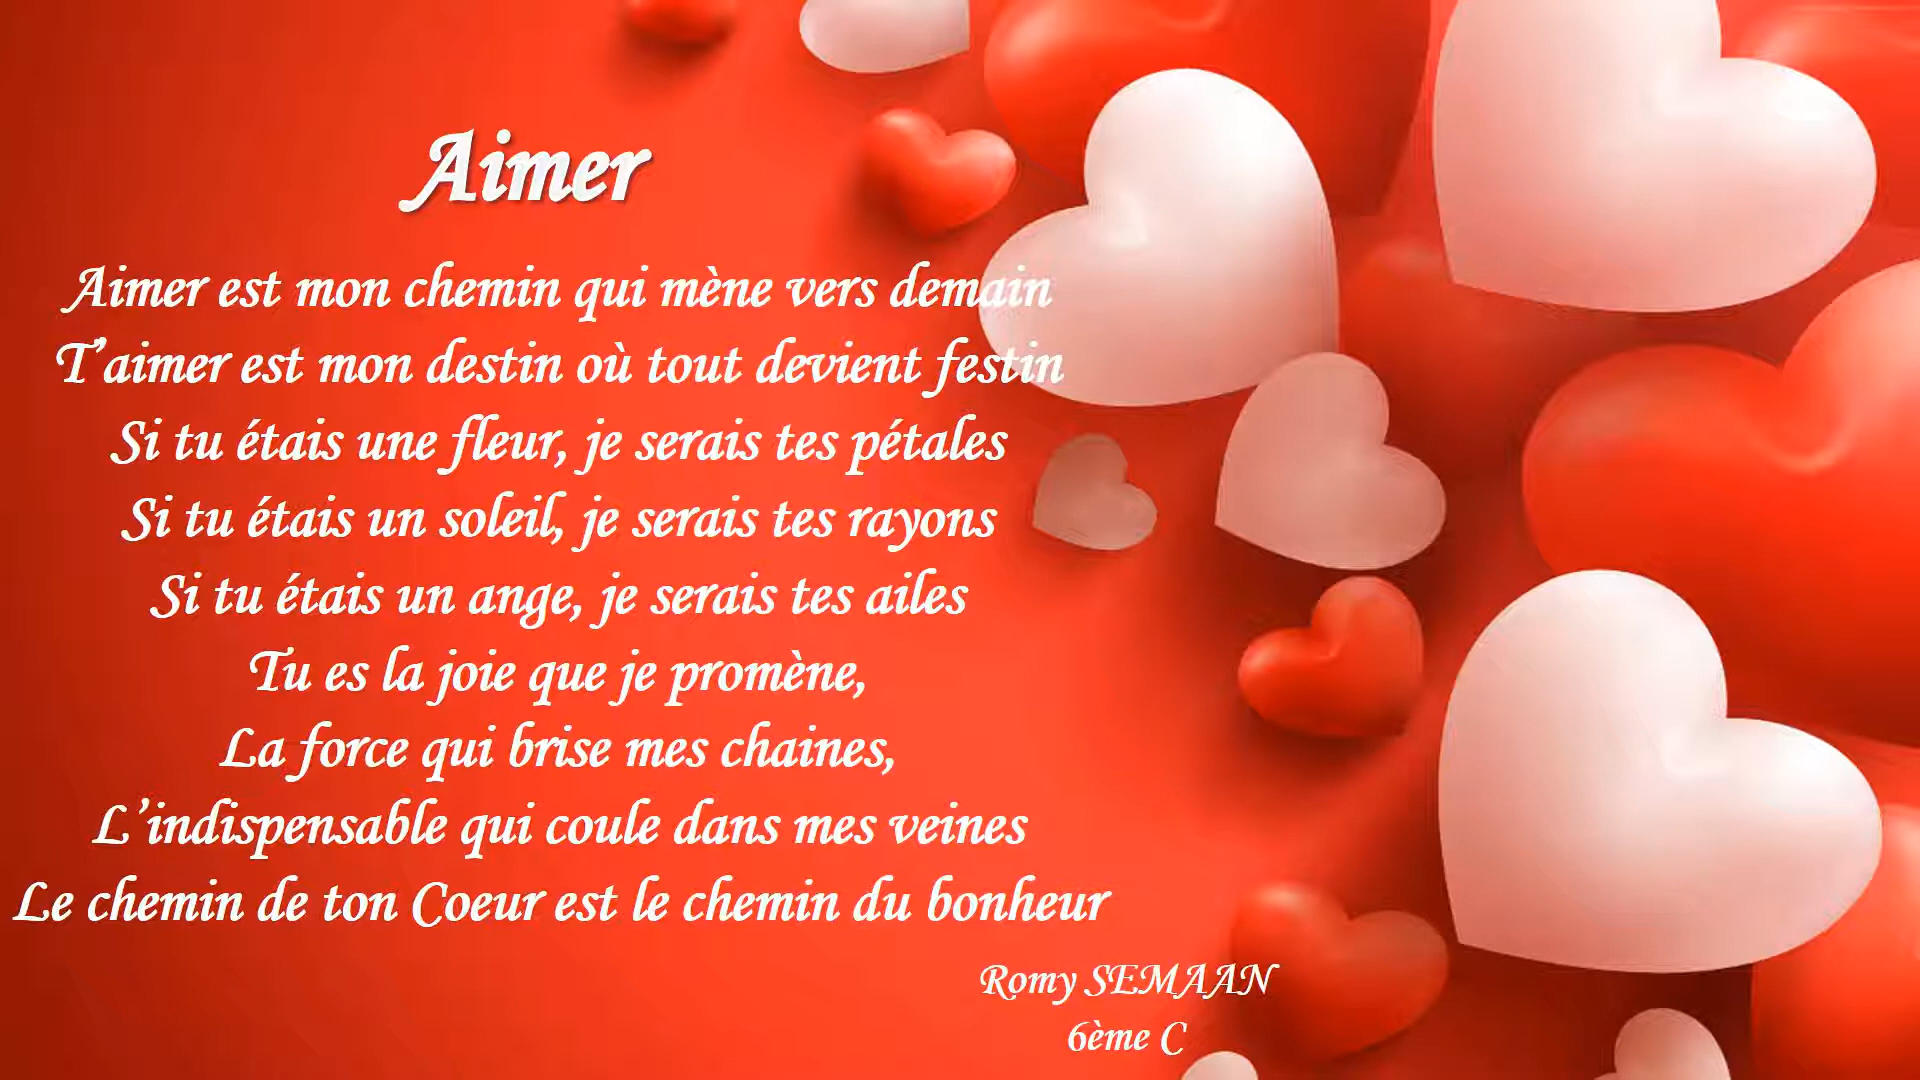 Aimer
Aimer est mon chemin qui mène vers demain
T’aimer est mon destin où tout devient festin
Si tu étais une fleur, je serais tes pétales
Si tu étais un soleil, je serais tes rayons
Si tu étais un ange, je serais tes ailes
Tu es la joie que je promène,
La force qui brise mes chaines,
L’indispensable qui coule dans mes veines
Le chemin de ton Coeur est le chemin du bonheur
Romy SEMAAN
6ème C